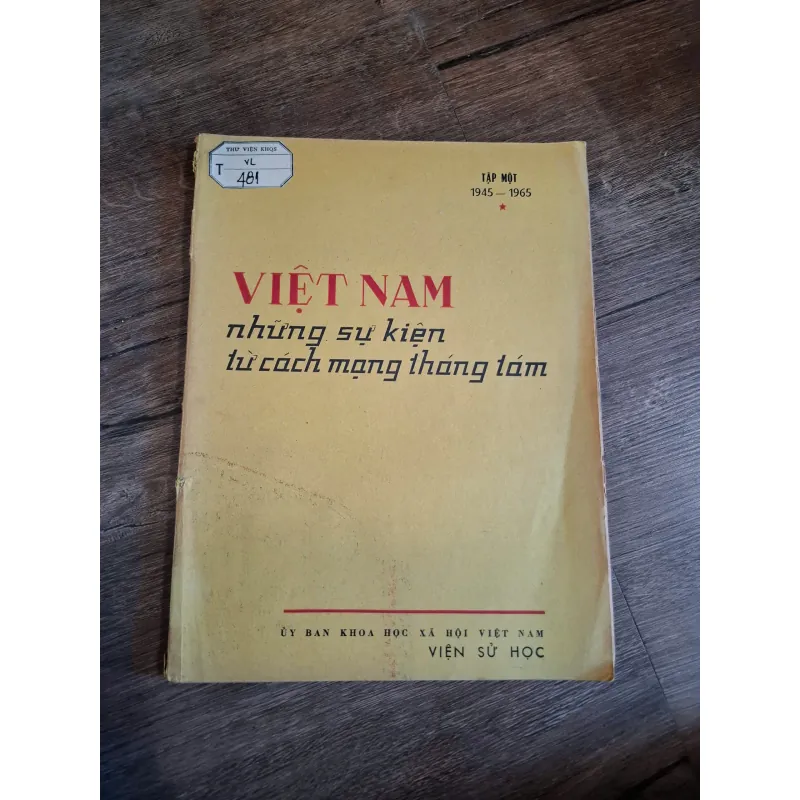 THƯ VIỆN KHQS
VL
T 481
TẬP MỘT
1945 — 1965
VIỆT NAM
những sự kiện
từ cách mạng tháng tám
ỦY BAN KHOA HỌC XÃ HỘI VIỆT NAM
VIỆN SỬ HỌC